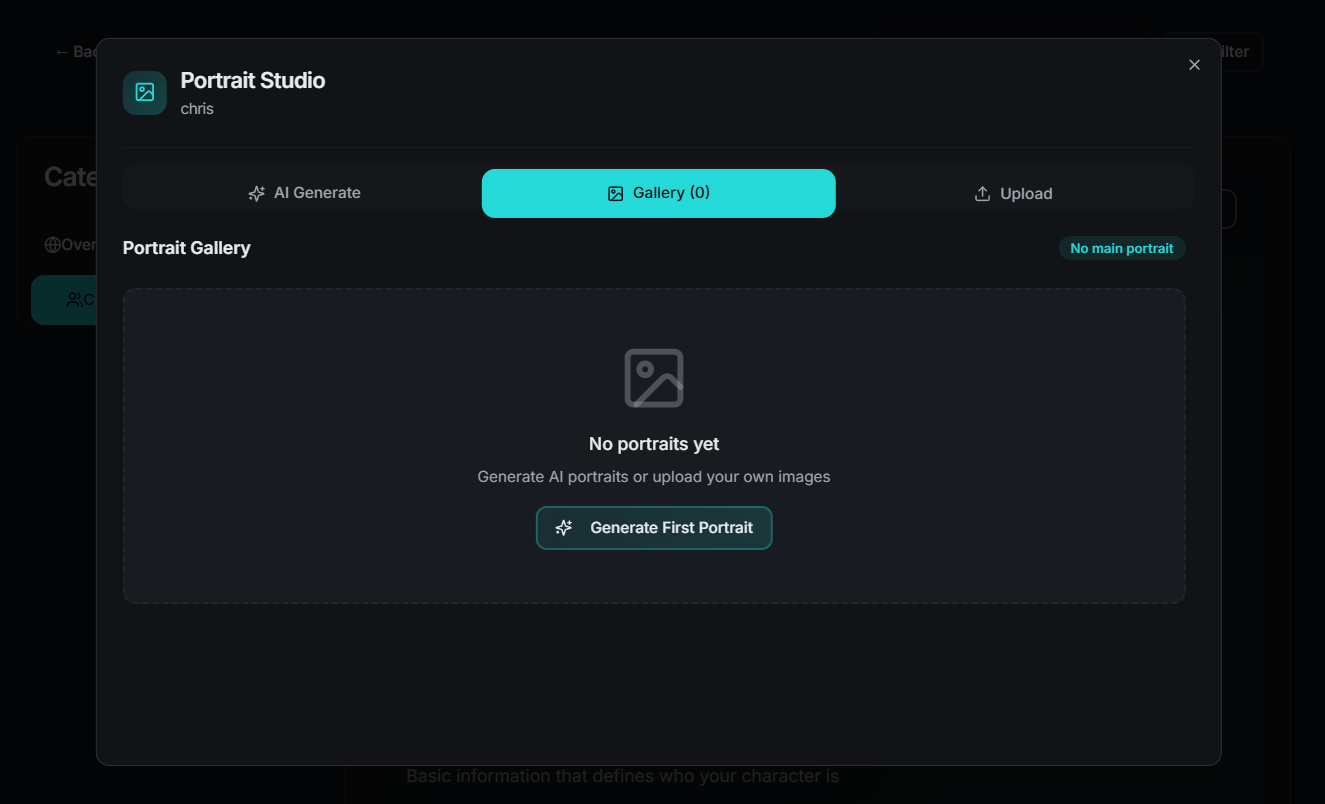 ← Bac
ilter
Portrait Studio
chris
Cate
AI Generate
Gallery (0)
Upload
Over
Portrait Gallery
No main portrait
C
No portraits yet
Generate AI portraits or upload your own images
Generate First Portrait
Basic information that defines who your character is